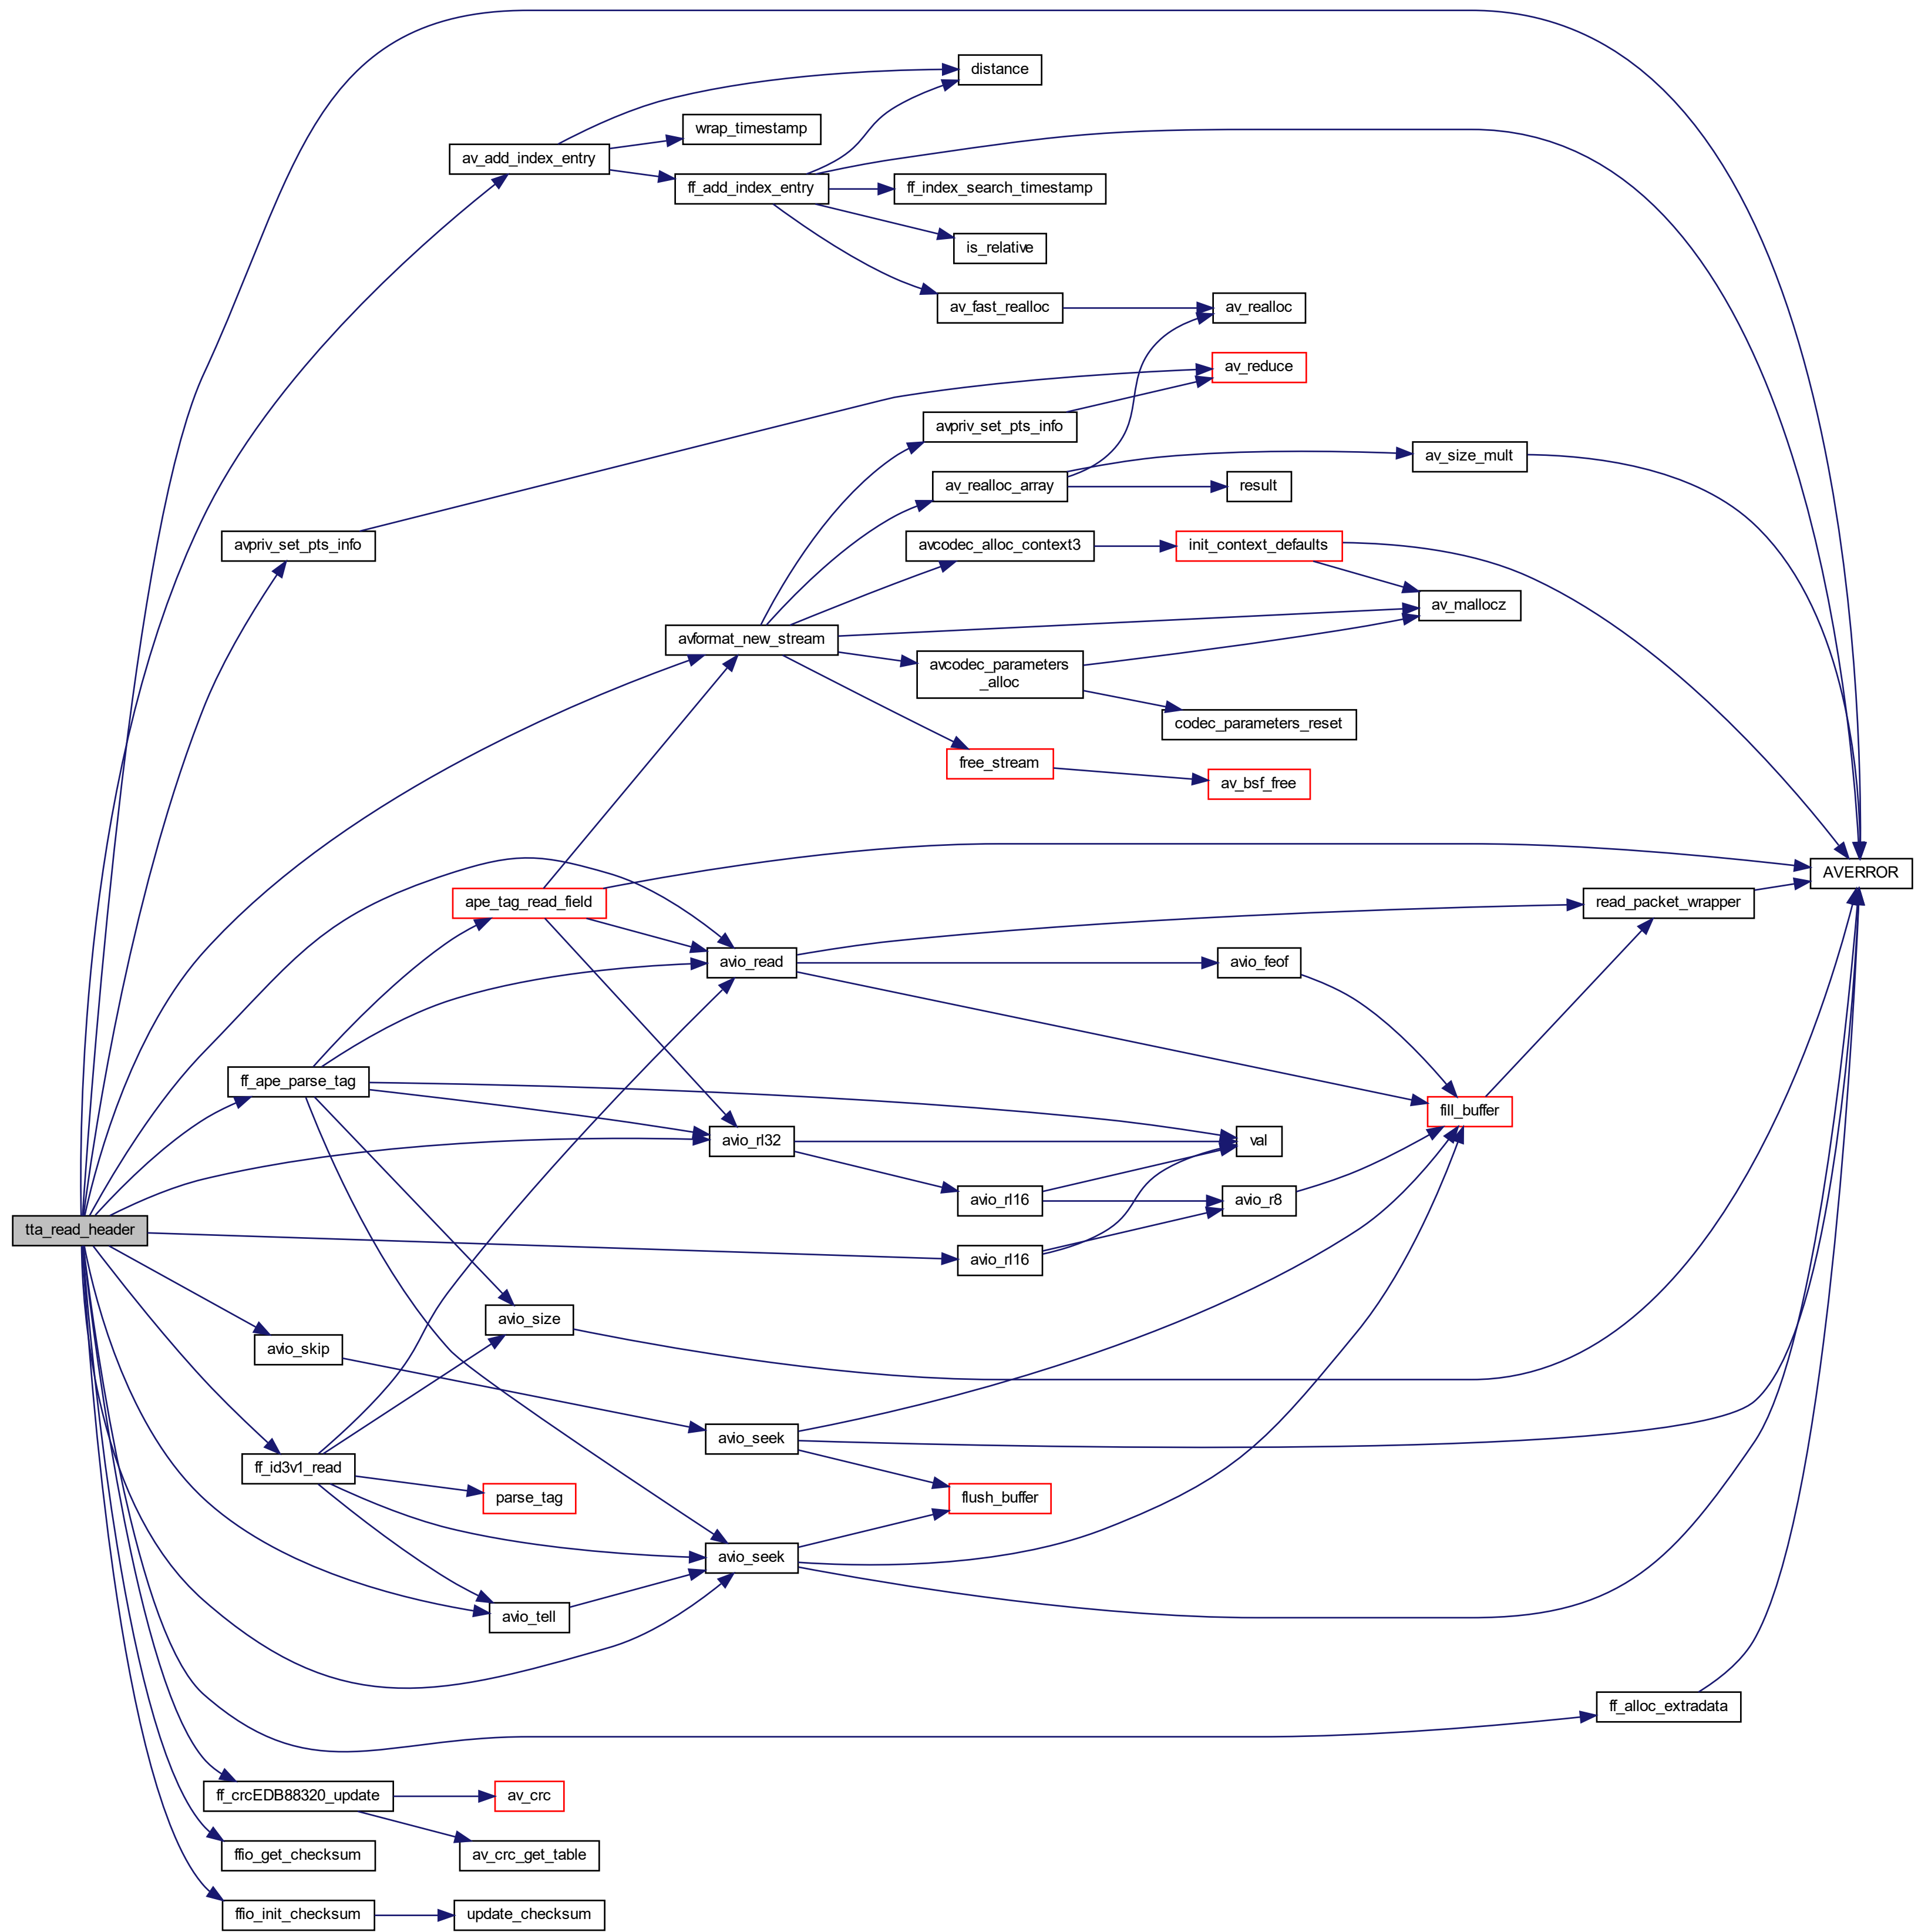 distance
wrap_timestamp
av_add_index_entry
ff_add_index_entry
ff_index_search_timestamp
is_relative
av_fast_realloc
av_realloc
av_reduce
avpriv_set_pts_info
av_size_mult
av_realloc_array
result
avpriv_set_pts_info
avcodec_alloc_context3
init_context_defaults
av_mallocz
avformat_new_stream
avcodec_parameters
_alloc
codec_parameters_reset
free_stream
av_bsf_free
AVERROR
ape_tag_read_field
read_packet_wrapper
avio_read
avio_feof
ff_ape_parse_tag
fill_buffer
avio_rl32
val
avio_rl16
avio_r8
tta_read_header
avio_rl16
avio_size
avio_skip
avio_seek
ff_id3v1_read
parse_tag
flush_buffer
avio_seek
avio_tell
ff_alloc_extradata
ff_crcEDB88320_update
av_crc
ffio_get_checksum
av_crc_get_table
ffio_init_checksum
update_checksum